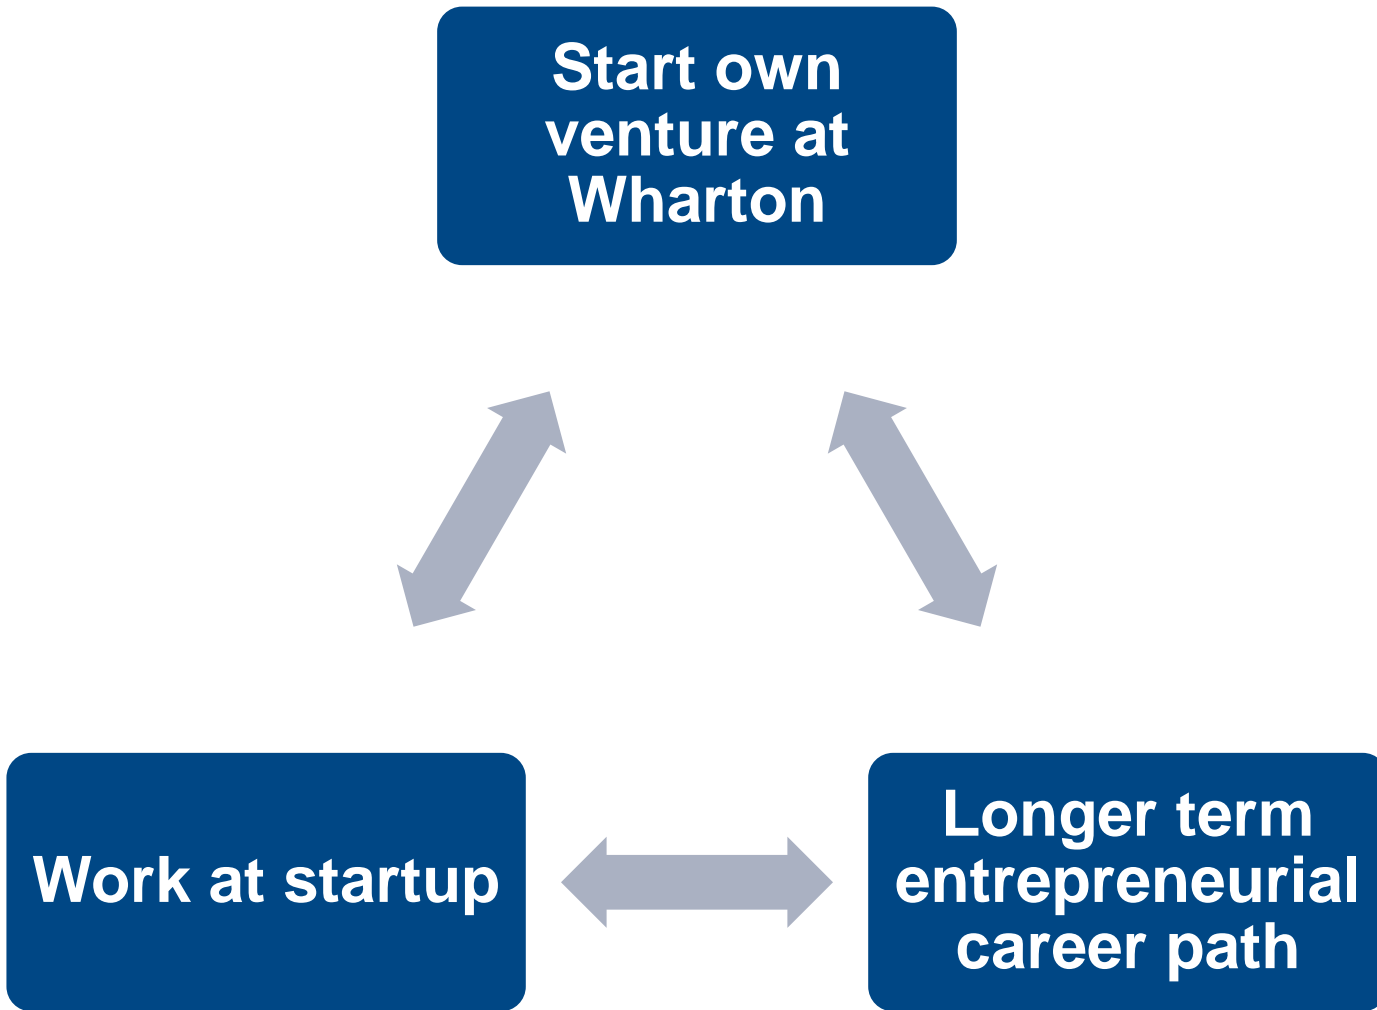 Start own
venture at
Wharton
Work at startup
Longer term
entrepreneurial
career path